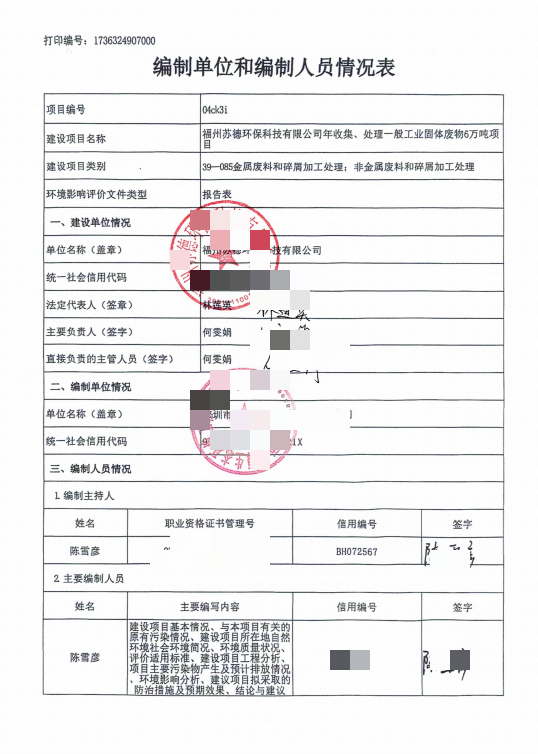 打印编号：1736324907000
编制单位和编制人员情况表
项目编号 04ck3i
建设项目名称 福州苏德环保科技有限公司年收集、处理一般工业固体废物6万吨项
目
建设项目类别 39—085金属废料和碎屑加工处理；非金属废料和碎屑加工处理
环境影响评价文件类型 报告表
一、建设单位情况
单位名称（盖章） 福州苏德环 科技有限公司
统一社会信用代码
法定代表人（签章） 林莲英
主要负责人（签字） 何雯娟
直接负责的主管人员（签字） 何雯娟
二、编制单位情况
单位名称（盖章） 深圳市
统一社会信用代码 1X
三、编制人员情况
1.编制主持人
姓名 职业资格证书管理号 信用编号 签字
陈雪彦 BH072567
2.主要编制人员
姓名 主要编写内容 信用编号 签字
陈雪彦
建设项目基本情况、与本项目有关的
原有污染情况、建设项目所在地自然
环境社会环境简况、环境质量状况、
评价适用标准、建设项目工程分析、
项目主要污染物产生及预计排放情况
、环境影响分析、建设项目拟采取的
防治措施及预期效果、结论与建议